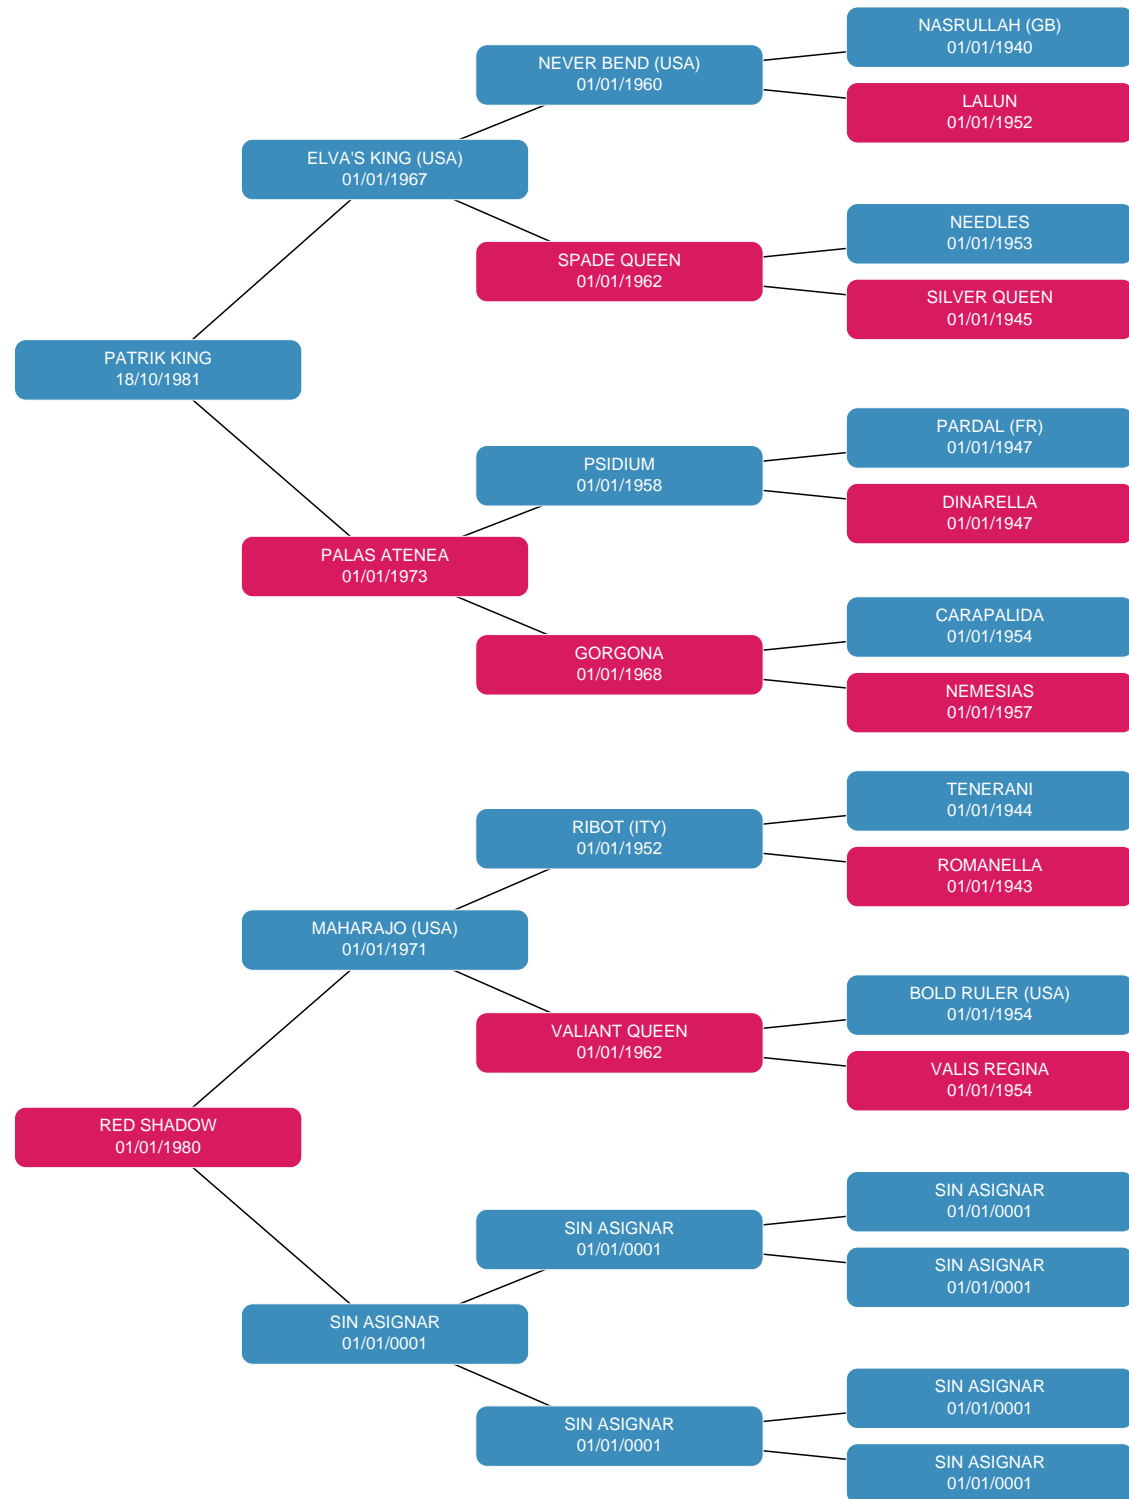 NASRULLAH (GB)
01/01/1940
NEVER BEND (USA)
01/01/1960
LALUN
01/01/1952
ELVA'S KING (USA)
01/01/1967
NEEDLES
01/01/1953
SPADE QUEEN
01/01/1962
SILVER QUEEN
01/01/1945
PATRIK KING
18/10/1981
PARDAL (FR)
01/01/1947
PSIDIUM
01/01/1958
DINARELLA
01/01/1947
PALAS ATENEA
01/01/1973
CARAPALIDA
01/01/1954
GORGONA
01/01/1968
NEMESIAS
01/01/1957
TENERANI
01/01/1944
RIBOT (ITY)
01/01/1952
ROMANELLA
01/01/1943
MAHARAJO (USA)
01/01/1971
BOLD RULER (USA)
01/01/1954
VALIANT QUEEN
01/01/1962
VALIS REGINA
01/01/1954
RED SHADOW
01/01/1980
SIN ASIGNAR
01/01/0001
SIN ASIGNAR
01/01/0001
SIN ASIGNAR
01/01/0001
SIN ASIGNAR
01/01/0001
SIN ASIGNAR
01/01/0001
SIN ASIGNAR
01/01/0001
SIN ASIGNAR
01/01/0001